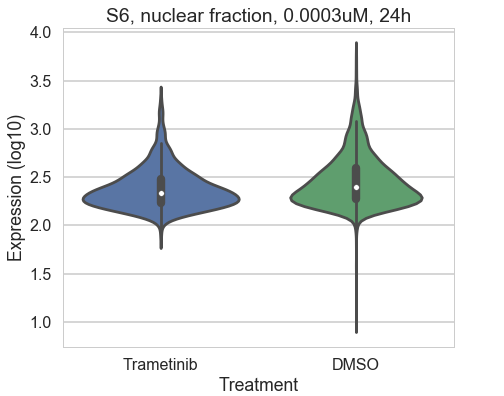 S6, nuclear fraction, 0.0003uM, 24h
Expression (log10)
4.0
3.5
3.0
2.5
2.0
1.5
1.0
Trametinib DMSO
Treatment